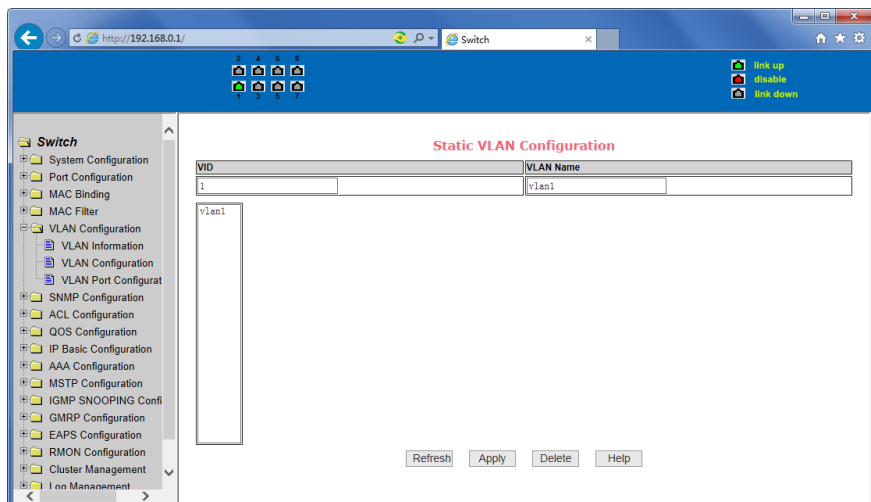 http://192.168.0.1/
Switch
2 4 6 8
1 3 5 7
link up
disable
link down
Switch
System Configuration
Port Configuration
MAC Binding
MAC Filter
VLAN Configuration
VLAN Information
VLAN Configuration
VLAN Port Configurat
SNMP Configuration
ACL Configuration
QOS Configuration
IP Basic Configuration
AAA Configuration
MSTP Configuration
IGMP SNOOPING Confi
GMRP Configuration
EAPS Configuration
RMON Configuration
Cluster Management
Log Management
Static VLAN Configuration
VID VLAN Name
1 vlan1
vlan1
Refresh Apply Delete Help